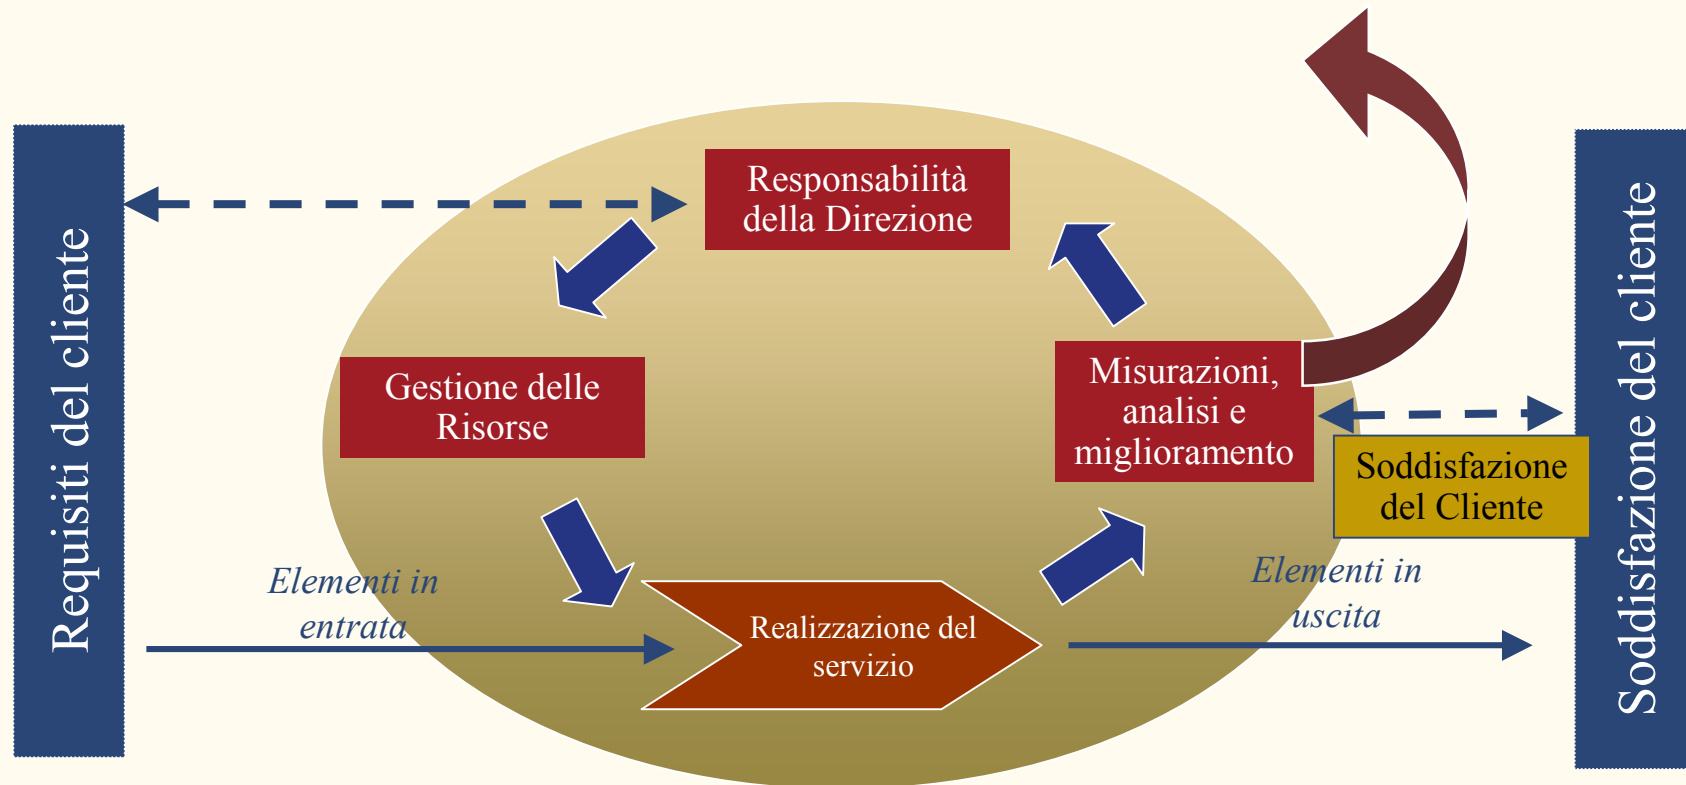 Requisiti del cliente
Responsabilità
della Direzione
Gestione delle
Risorse
Misurazioni,
analisi e
miglioramento
Soddisfazione
del Cliente
Elementi in
entrata
Realizzazione del
servizio
Elementi in
uscita
Soddisfazione del cliente